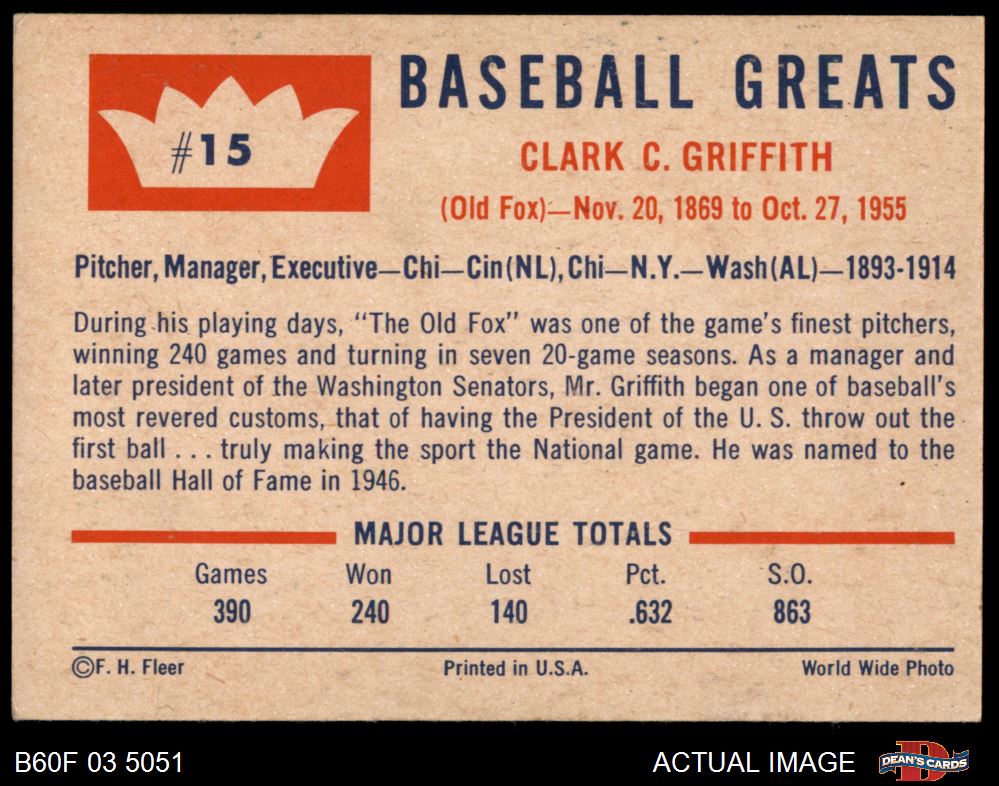 #15
BASEBALL GREATS
CLARK C. GRIFFITH
(Old Fox)—Nov. 20, 1869 to Oct. 27, 1955
Pitcher, Manager, Executive—Chi—Cin(NL), Chi—N.Y.—Wash(AL)—1893-1914
During his playing days, "The Old Fox" was one of the game's finest pitchers,
winning 240 games and turning in seven 20-game seasons. As a manager and
later president of the Washington Senators, Mr. Griffith began one of baseball's
most revered customs, that of having the President of the U. S. throw out the
first ball . . . truly making the sport the National game. He was named to the
baseball Hall of Fame in 1946.
MAJOR LEAGUE TOTALS
Games Won Lost Pct. S.O.
390 240 140 .632 863
©F. H. Fleer Printed in U.S.A. World Wide Photo
B60F 03 5051 ACTUAL IMAGE DEAN'S CARDS